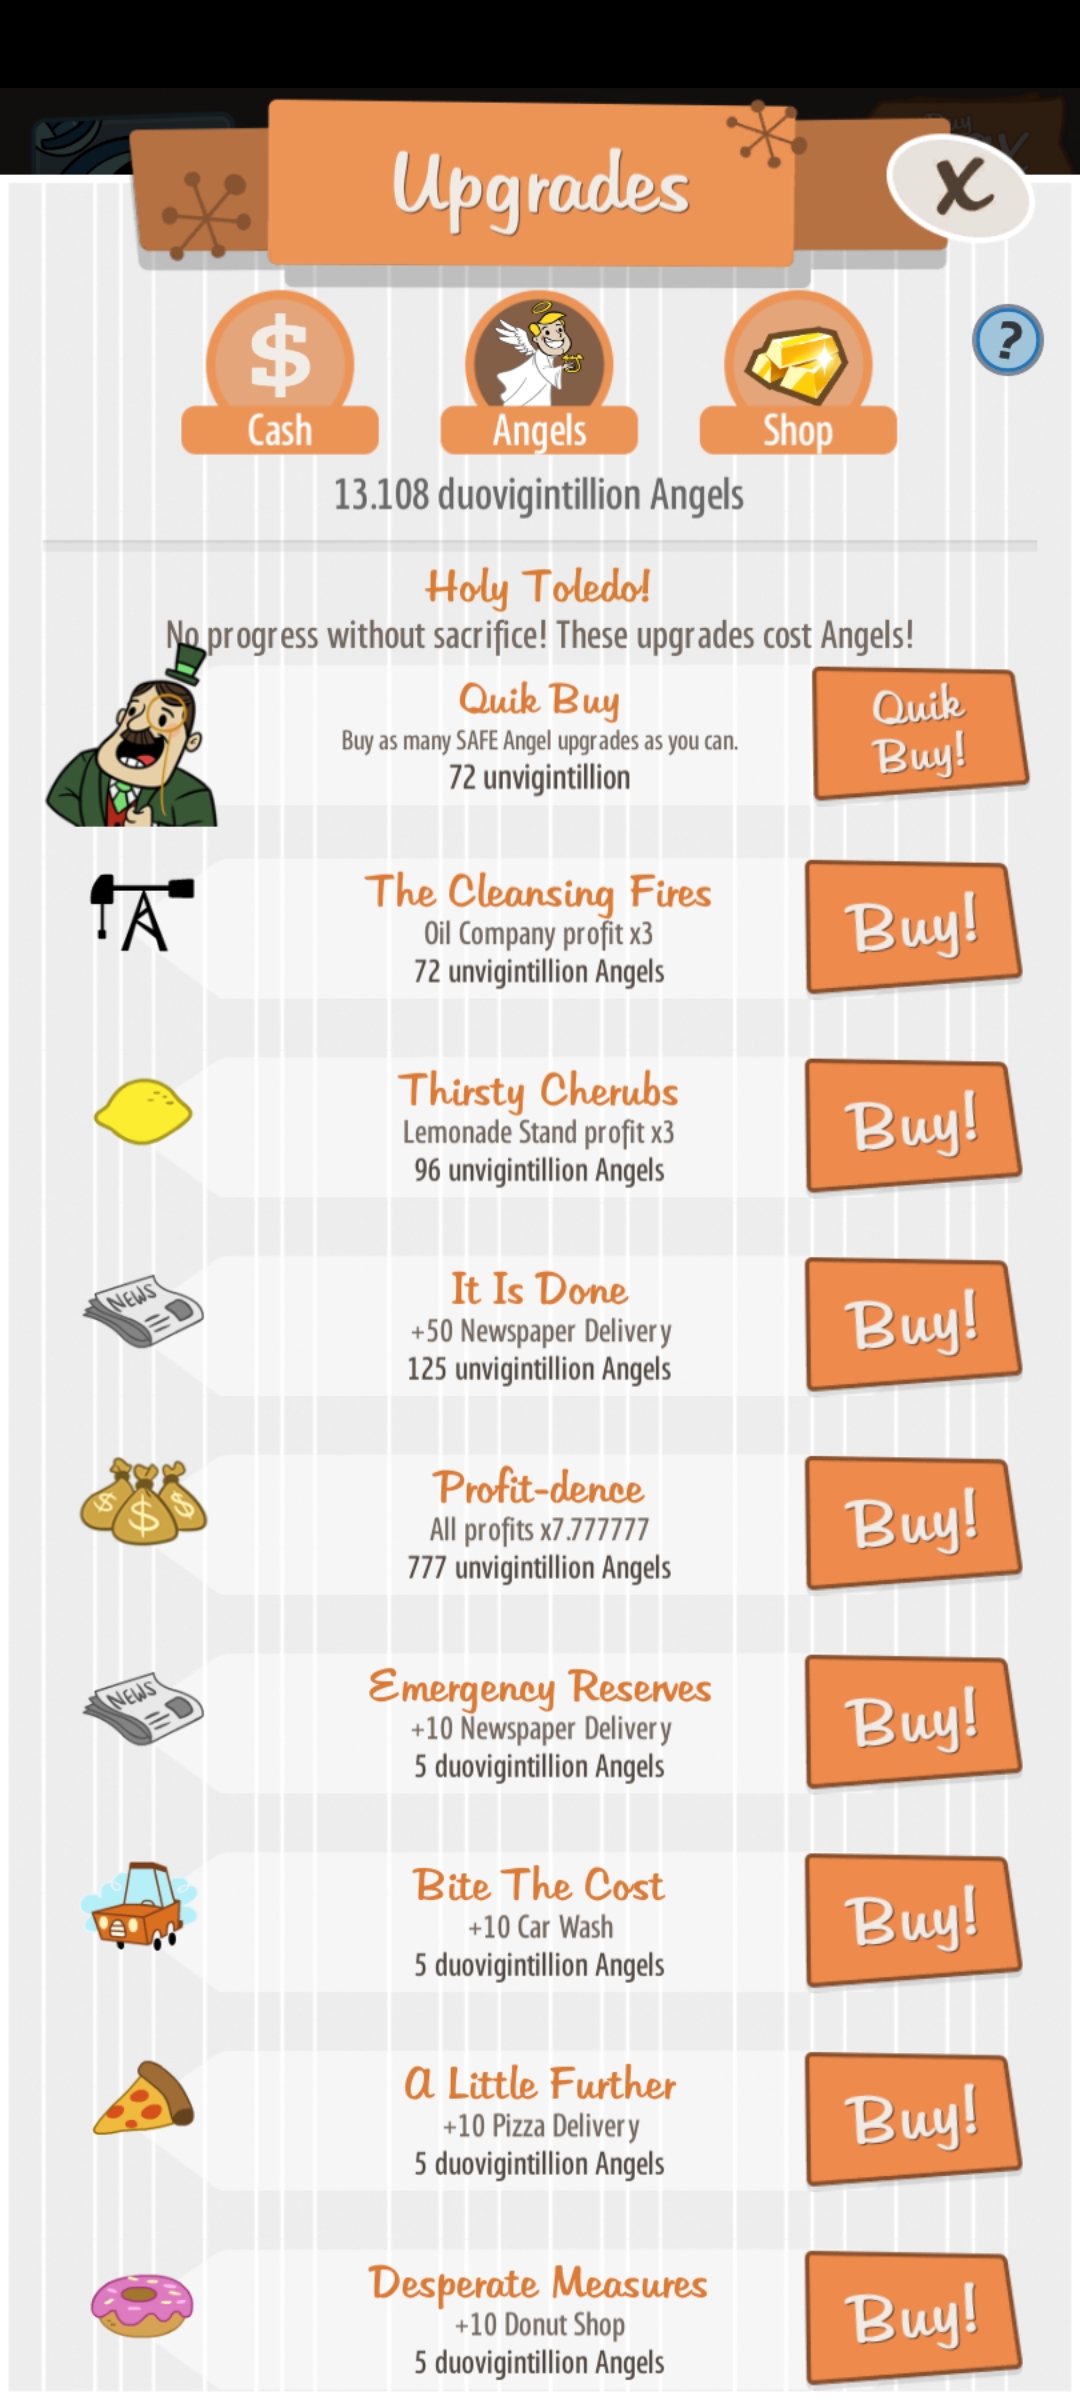 Buy
Upgrades
X
$
?
Cash
Angels
Shop
13.108 duovigintillion Angels
Holy Toledo!
No progress without sacrifice! These upgrades cost Angels!
Quik Buy
Buy as many SAFE Angel upgrades as you can.
72 unvigintillion
Quik
Buy!
The Cleansing Fires
Oil Company profit x3
72 unvigintillion Angels
Buy!
Thirsty Cherubs
Lemonade Stand profit x3
96 unvigintillion Angels
Buy!
NEWS
It Is Done
+50 Newspaper Delivery
125 unvigintillion Angels
Buy!
$ $ $
Profit-dence
All profits x7.777777
777 unvigintillion Angels
Buy!
NEWS
Emergency Reserves
+10 Newspaper Delivery
5 duovigintillion Angels
Buy!
Bite The Cost
+10 Car Wash
5 duovigintillion Angels
Buy!
A Little Further
+10 Pizza Delivery
5 duovigintillion Angels
Buy!
Desperate Measures
+10 Donut Shop
5 duovigintillion Angels
Buy!